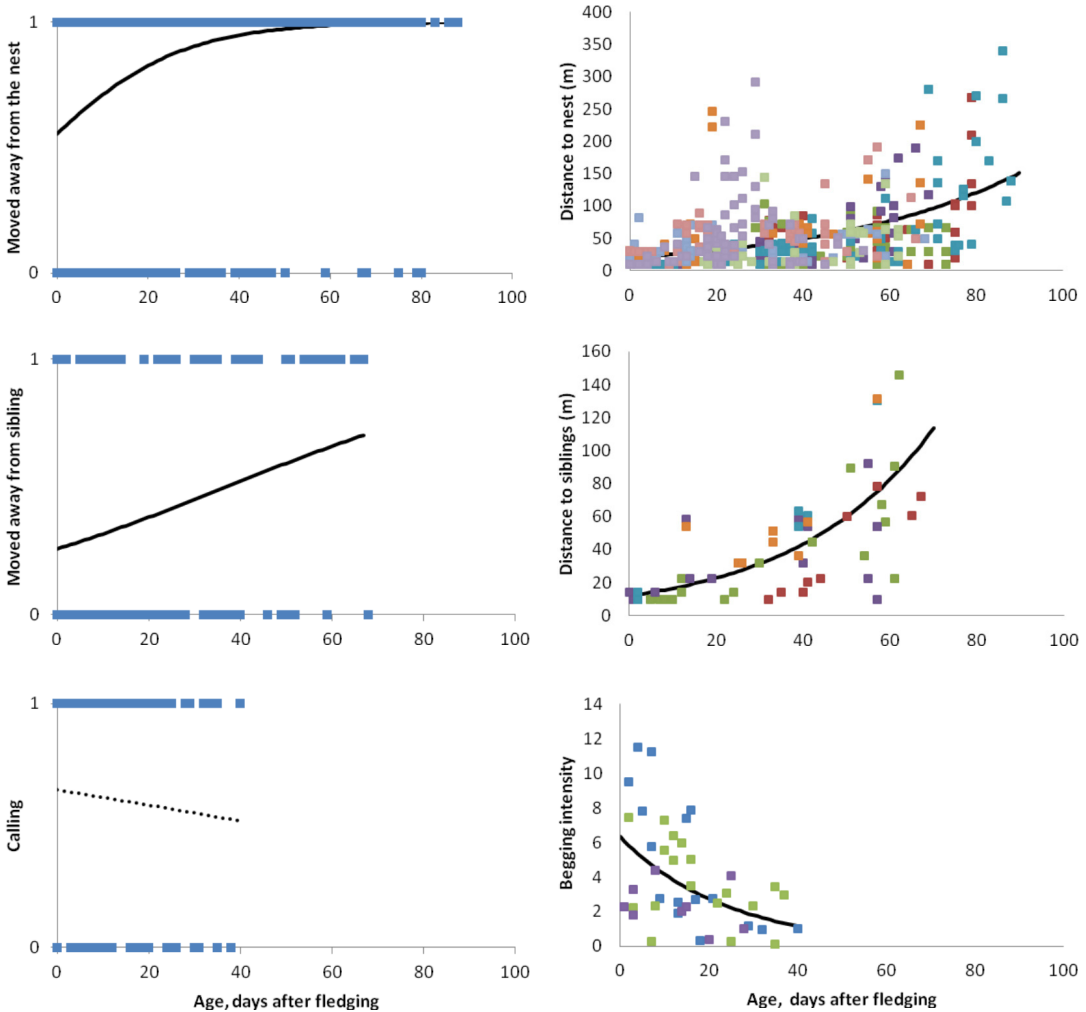 Moved away from the nest
1
0
0 20 40 60 80 100
Distance to nest (m)
400
350
300
250
200
150
100
50
0
0 20 40 60 80 100
Moved away from sibling
1
0
0 20 40 60 80 100
Distance to siblings (m)
160
140
120
100
80
60
40
20
0
0 20 40 60 80 100
Calling
1
0
0 20 40 60 80 100
Age, days after fledging
Begging intensity
14
12
10
8
6
4
2
0
0 20 40 60 80 100
Age, days after fledging